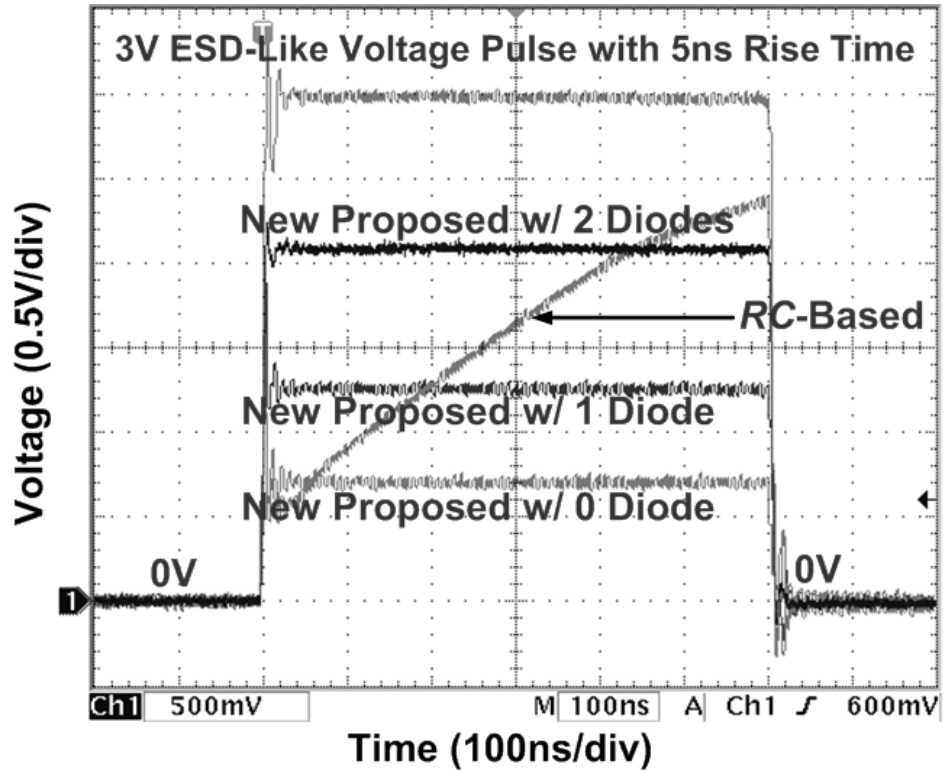 T
3V ESD-Like Voltage Pulse with 5ns Rise Time
New Proposed w/ 2 Diodes
RC-Based
New Proposed w/ 1 Diode
New Proposed w/ 0 Diode
0V
0V
1
Voltage (0.5V/div)
Ch1 500mV M 100ns A Ch1 600mV
Time (100ns/div)